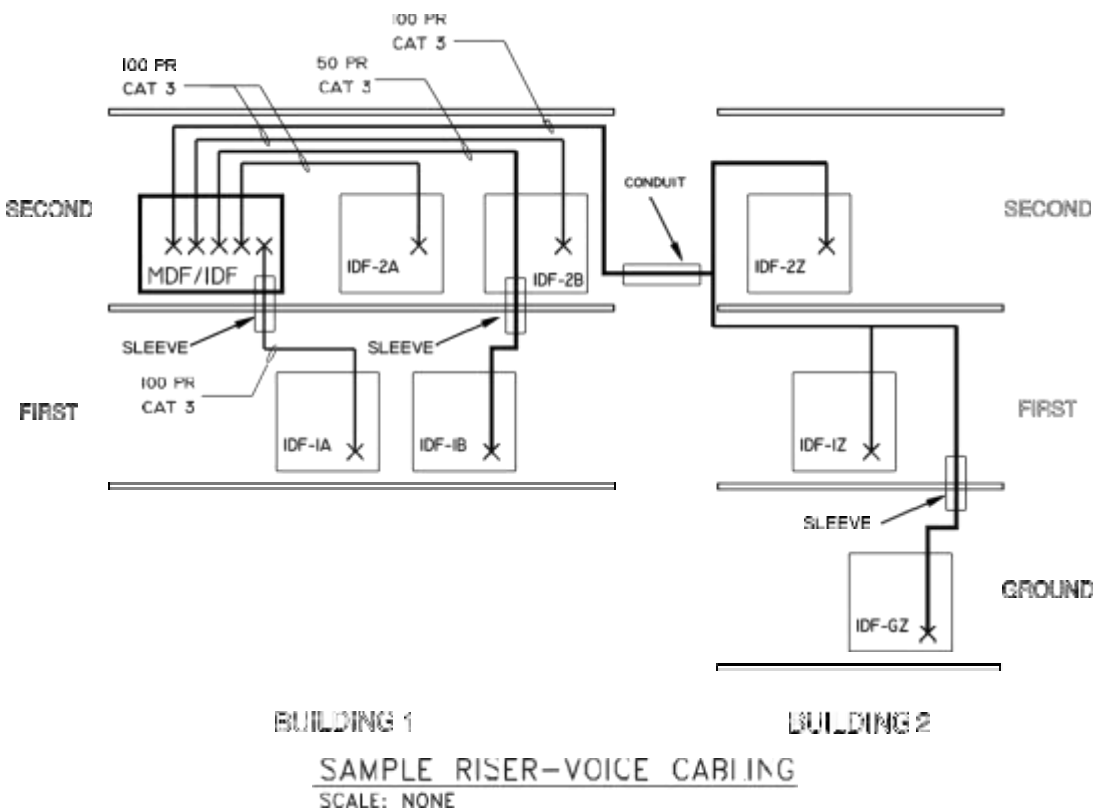 100 PR
CAT 3
100 PR
CAT 3
50 PR
CAT 3
CONDUIT
SECOND
SECOND
MDF/IDF
IDF-2A
IDF-2B
IDF-2Z
SLEEVE
SLEEVE
100 PR
CAT 3
FIRST
FIRST
IDF-1A
IDF-1B
IDF-1Z
SLEEVE
GROUND
IDF-GZ
BUILDING 1
BUILDING 2
SAMPLE RISER-VOICE CABLING
SCALE: NONE